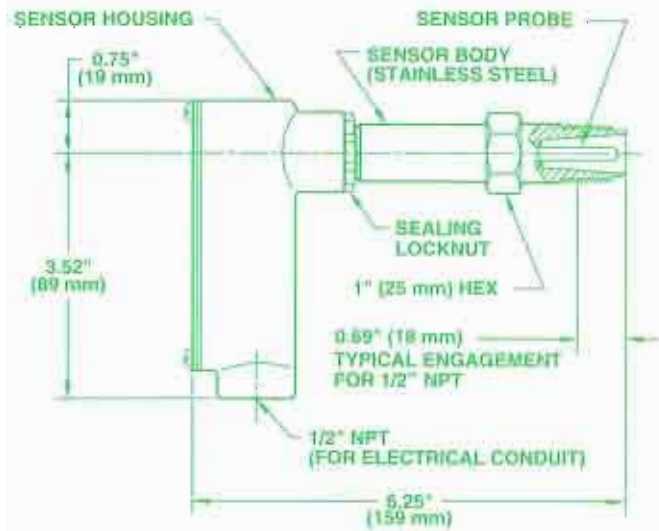 SENSOR HOUSING
SENSOR PROBE
0.75"
(19 mm)
SENSOR BODY
(STAINLESS STEEL)
SEALING
LOCKNUT
3.52"
(89 mm)
1" (25 mm) HEX
0.69" (18 mm)
TYPICAL ENGAGEMENT
FOR 1/2" NPT
1/2" NPT
(FOR ELECTRICAL CONDUIT)
6.25"
(159 mm)